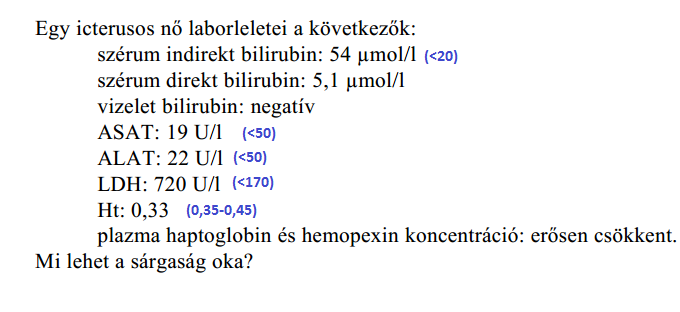 Egy icterusos nő laborleletei a következők:
szérum indirekt bilirubin: 54 µmol/l (<20)
szérum direkt bilirubin: 5,1 µmol/l
vizelet bilirubin: negatív
ASAT: 19 U/l (<50)
ALAT: 22 U/l (<50)
LDH: 720 U/l (<170)
Ht: 0,33 (0,35-0,45)
plazma haptoglobin és hemopexin koncentráció: erősen csökkent.
Mi lehet a sárgaság oka?